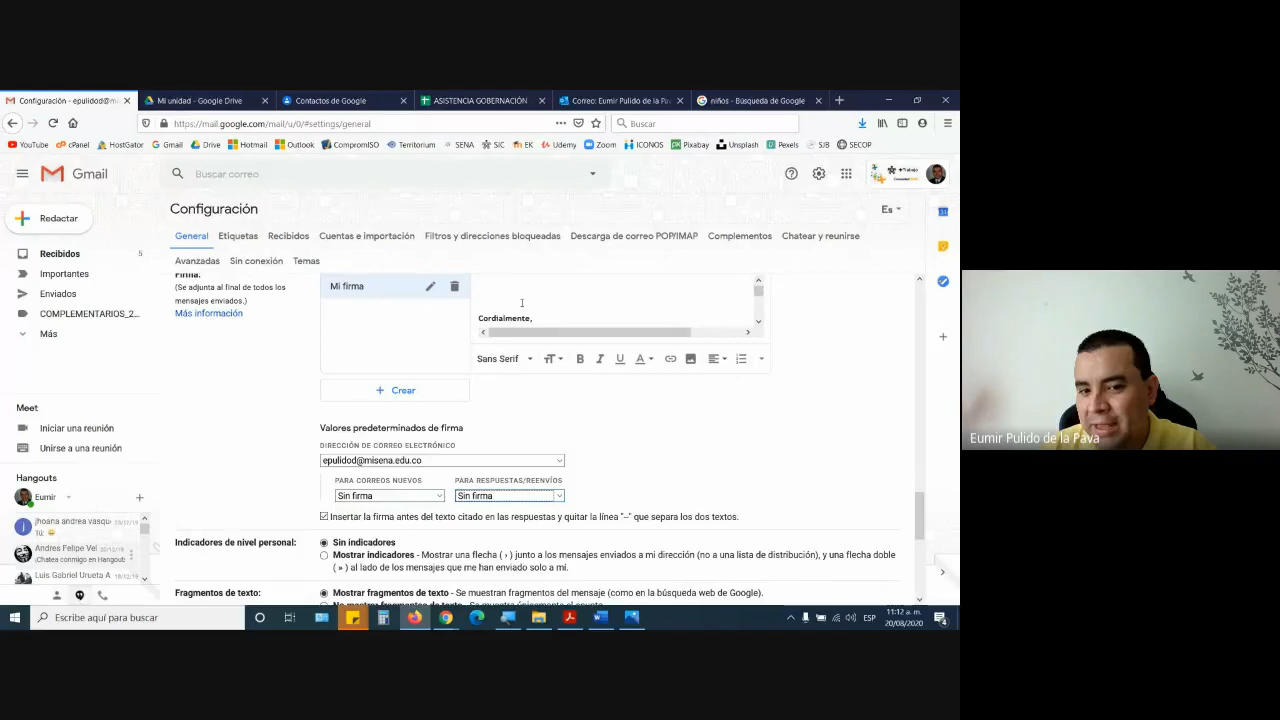 Configuración - epulidod@mi
Mi unidad - Google Drive
Contactos de Google
ASISTENCIA GOBERNACIÓN
Correo: Eumir Pulido de la Pav
niños - Búsqueda de Google
https://mail.google.com/mail/u/0/#settings/general
Buscar
YouTube
cPanel
HostGator
Gmail
Drive
Hotmail
Outlook
CompromISO
Territorium
SENA
SIC
EK
Udemy
Zoom
ICONOS
Pixabay
Unsplash
Pexels
SJB
SECOP
Gmail
Buscar correo
Redactar
Recibidos 5
Importantes
Enviados
COMPLEMENTARIOS_2...
Más
Meet
Iniciar una reunión
Unirse a una reunión
Hangouts
Eumir
jhoana andrea vasqu
Tú:
Andres Felipe Vel
¡Chatea conmigo en Hangout
Luis Gabriel Urueta A
Configuración
Es
General
Etiquetas
Recibidos
Cuentas e importación
Filtros y direcciones bloqueadas
Descarga de correo POP/IMAP
Complementos
Chatear y reunirse
Avanzadas
Sin conexión
Temas
Firma:
(Se adjunta al final de todos los
mensajes enviados.)
Más información
Mi firma
Cordialmente,
Sans Serif
Crear
Valores predeterminados de firma
DIRECCIÓN DE CORREO ELECTRÓNICO
epulidod@misena.edu.co
PARA CORREOS NUEVOS
PARA RESPUESTAS/REENVÍOS
Sin firma
Sin firma
Insertar la firma antes del texto citado en las respuestas y quitar la línea "--" que separa los dos textos.
Indicadores de nivel personal:
Sin indicadores
Mostrar indicadores - Mostrar una flecha ( › ) junto a los mensajes enviados a mi dirección (no a una lista de distribución), y una flecha doble
( » ) al lado de los mensajes que me han enviado solo a mí.
Fragmentos de texto:
Mostrar fragmentos de texto - Se muestran fragmentos del mensaje (como en la búsqueda web de Google).
Escribe aquí para buscar
ESP
11:12 a. m.
20/08/2020
Eumir Pulido de la Pava